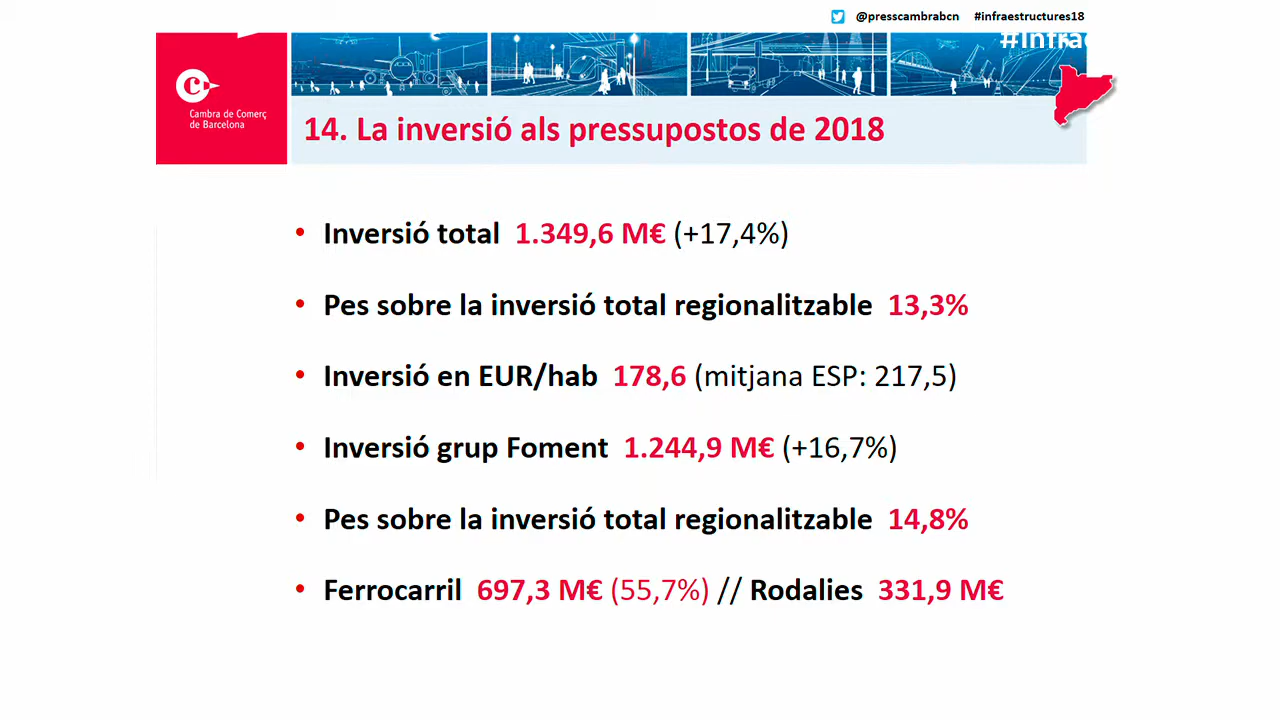 @presscambrabcn #infraestructures18
#Infrae
Cambra de Comerç
de Barcelona
14. La inversió als pressupostos de 2018
• Inversió total 1.349,6 M€ (+17,4%)
• Pes sobre la inversió total regionalitzable 13,3%
• Inversió en EUR/hab 178,6 (mitjana ESP: 217,5)
• Inversió grup Foment 1.244,9 M€ (+16,7%)
• Pes sobre la inversió total regionalitzable 14,8%
• Ferrocarril 697,3 M€ (55,7%) // Rodalies 331,9 M€